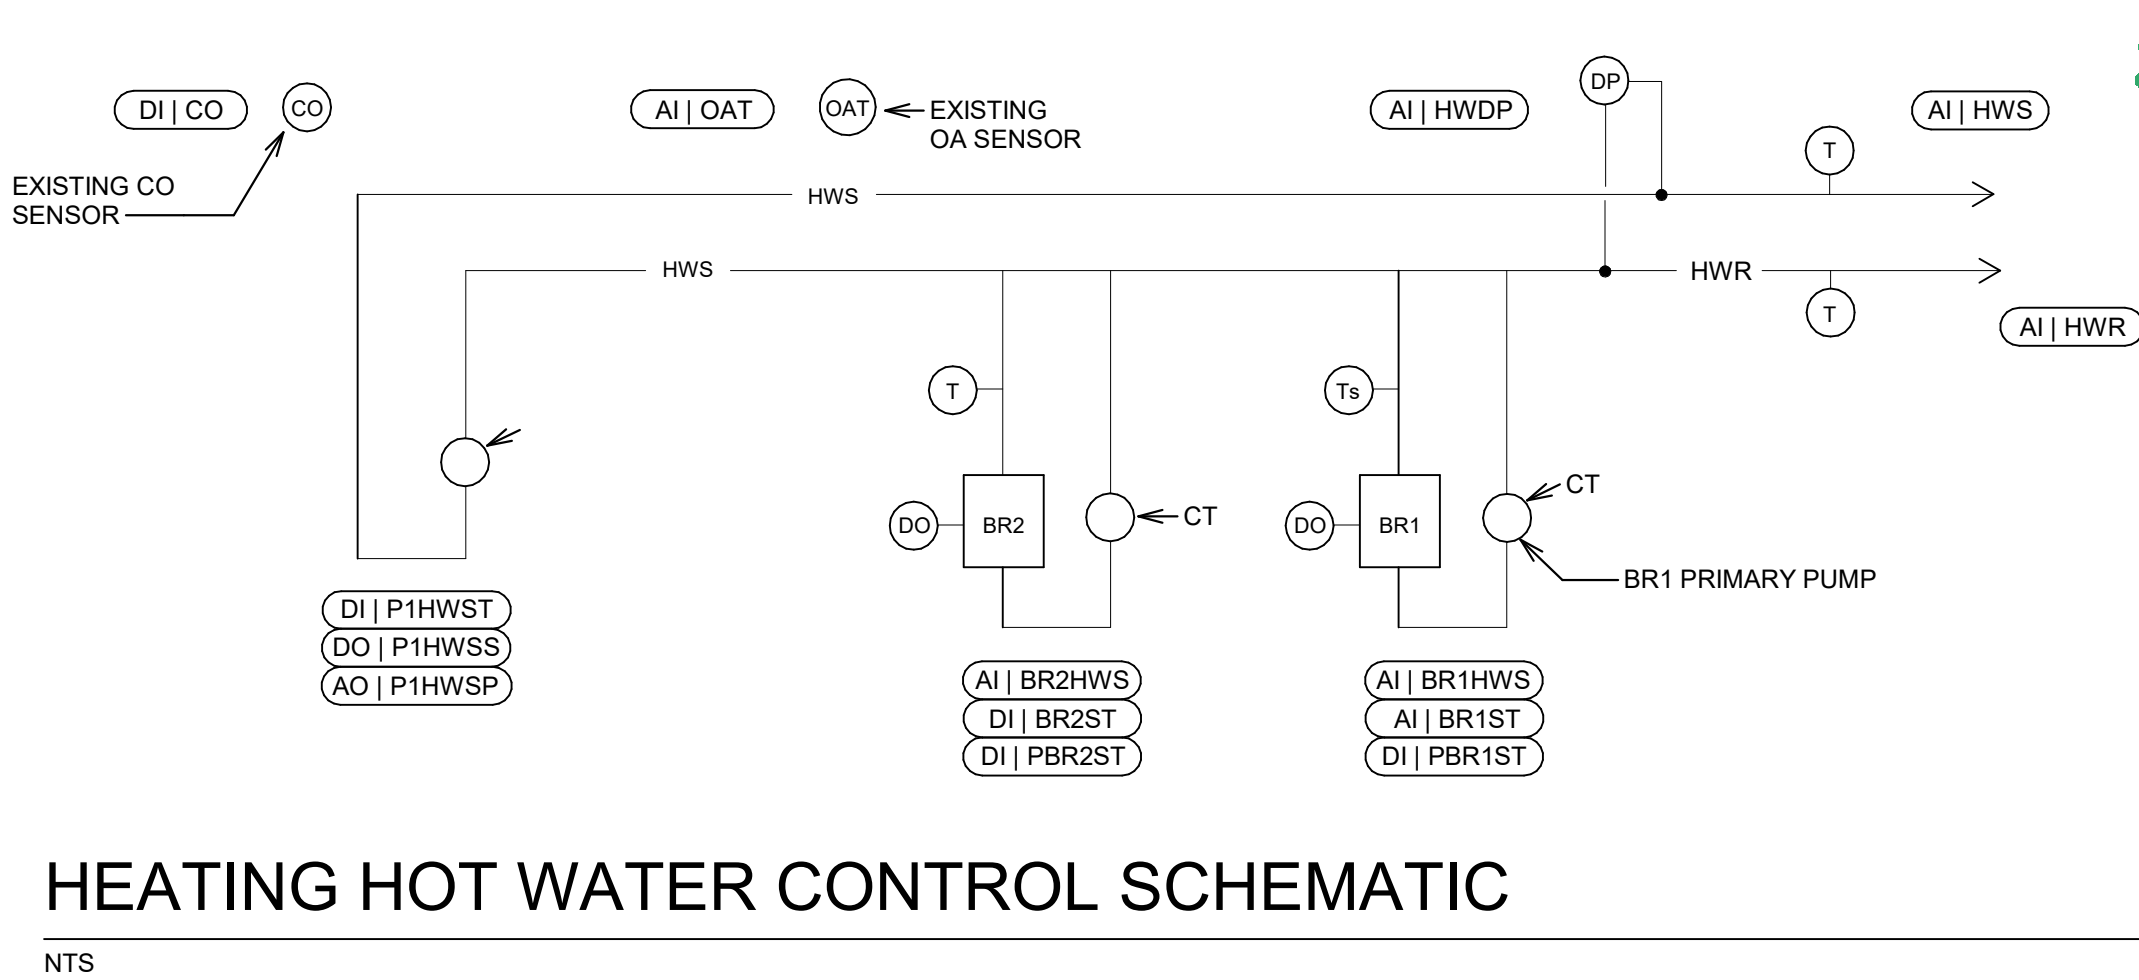 DI | CO
CO
AI | OAT
OAT
EXISTING
OA SENSOR
AI | HWDP
DP
AI | HWS
T
EXISTING CO
SENSOR
HWS
HWS
HWR
T
AI | HWR
T
Ts
DO
BR2
CT
DO
BR1
CT
BR1 PRIMARY PUMP
DI | P1HWST
DO | P1HWSS
AO | P1HWSP
AI | BR2HWS
DI | BR2ST
DI | PBR2ST
AI | BR1HWS
AI | BR1ST
DI | PBR1ST
HEATING HOT WATER CONTROL SCHEMATIC
NTS